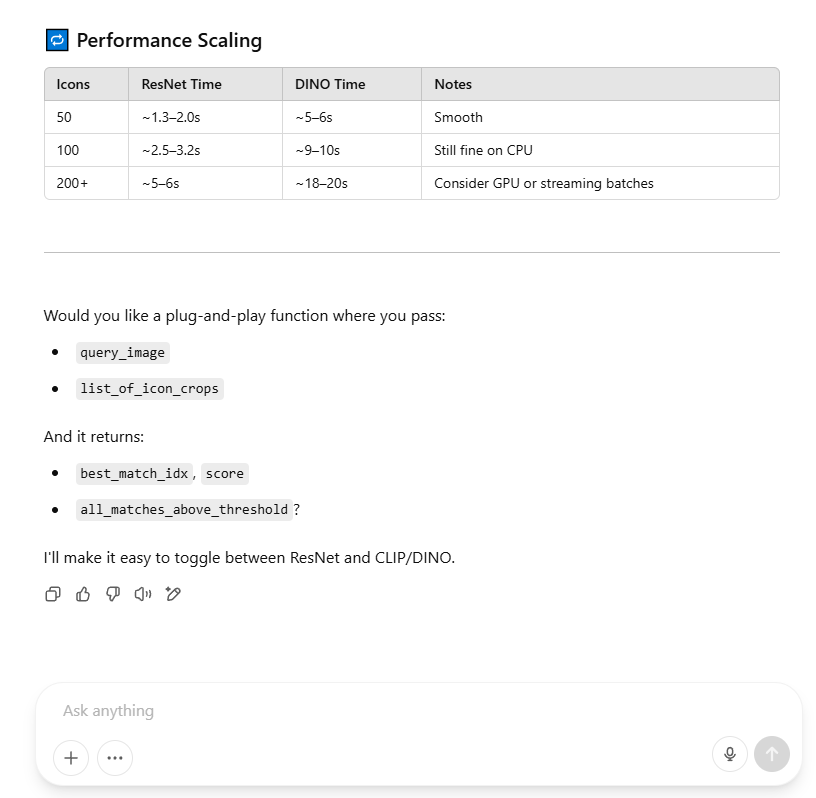 Performance Scaling
Icons ResNet Time DINO Time Notes
50 ~1.3–2.0s ~5–6s Smooth
100 ~2.5–3.2s ~9–10s Still fine on CPU
200+ ~5–6s ~18–20s Consider GPU or streaming batches
Would you like a plug-and-play function where you pass:
• query_image
• list_of_icon_crops
And it returns:
• best_match_idx, score
• all_matches_above_threshold?
I'll make it easy to toggle between ResNet and CLIP/DINO.
Ask anything